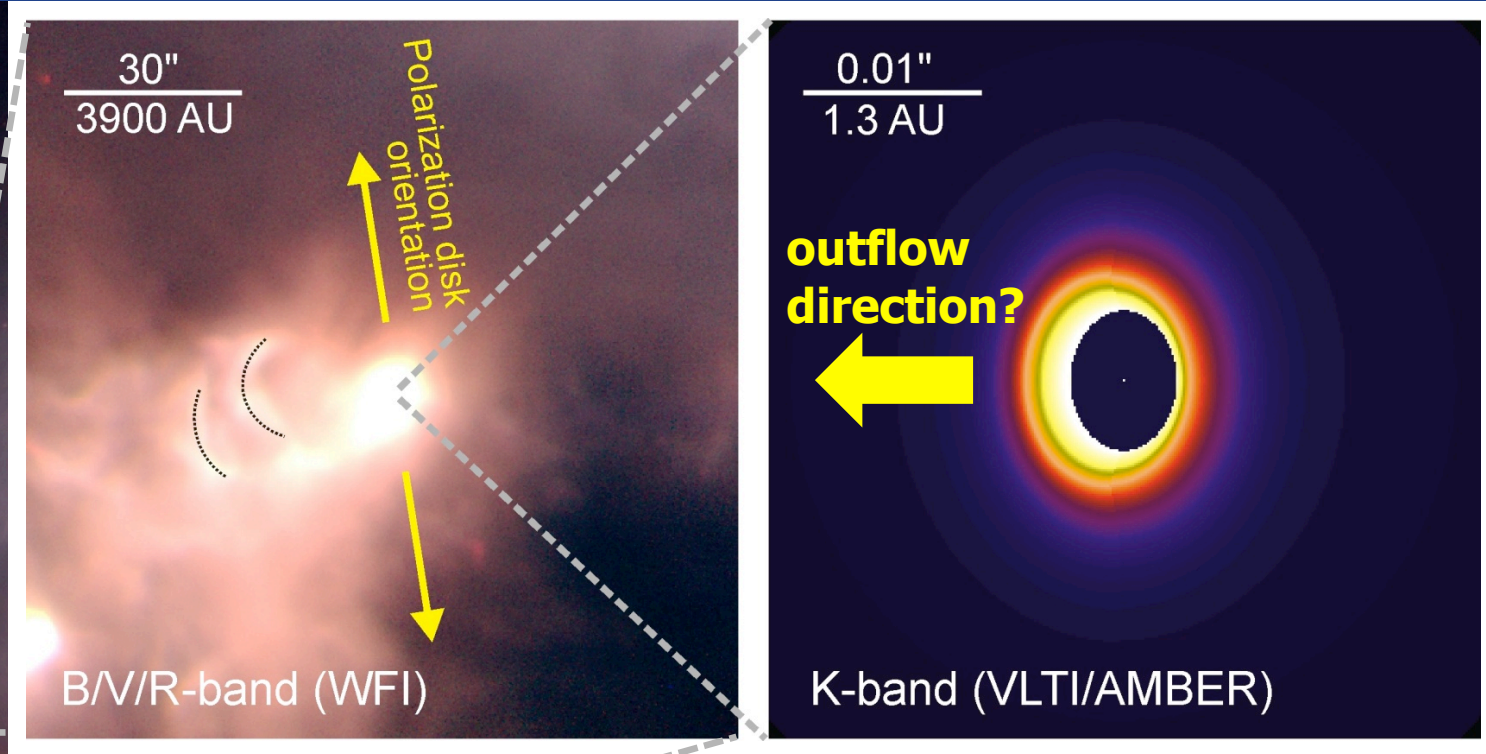 30"
3900 AU
Polarization disk
orientation
B/V/R-band (WFI)
0.01"
1.3 AU
outflow
direction?
K-band (VLTI/AMBER)